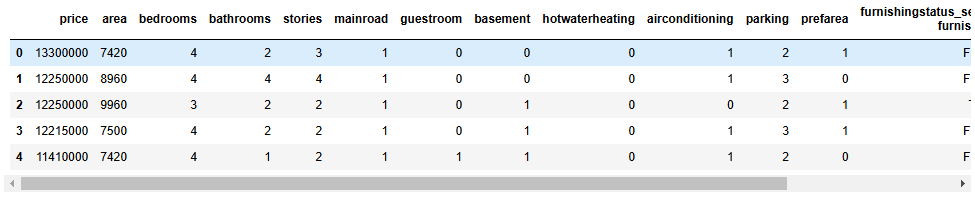 furnishingstatus_se
price area bedrooms bathrooms stories mainroad guestroom basement hotwaterheating airconditioning parking prefarea
furnis
0 13300000 7420 4 2 3 1 0 0 0 1 2 1 F
1 12250000 8960 4 4 4 1 0 0 0 1 3 0 F
2 12250000 9960 3 2 2 1 0 1 0 0 2 1
3 12215000 7500 4 2 2 1 0 1 0 1 3 1 F
4 11410000 7420 4 1 2 1 1 1 0 1 2 0 F